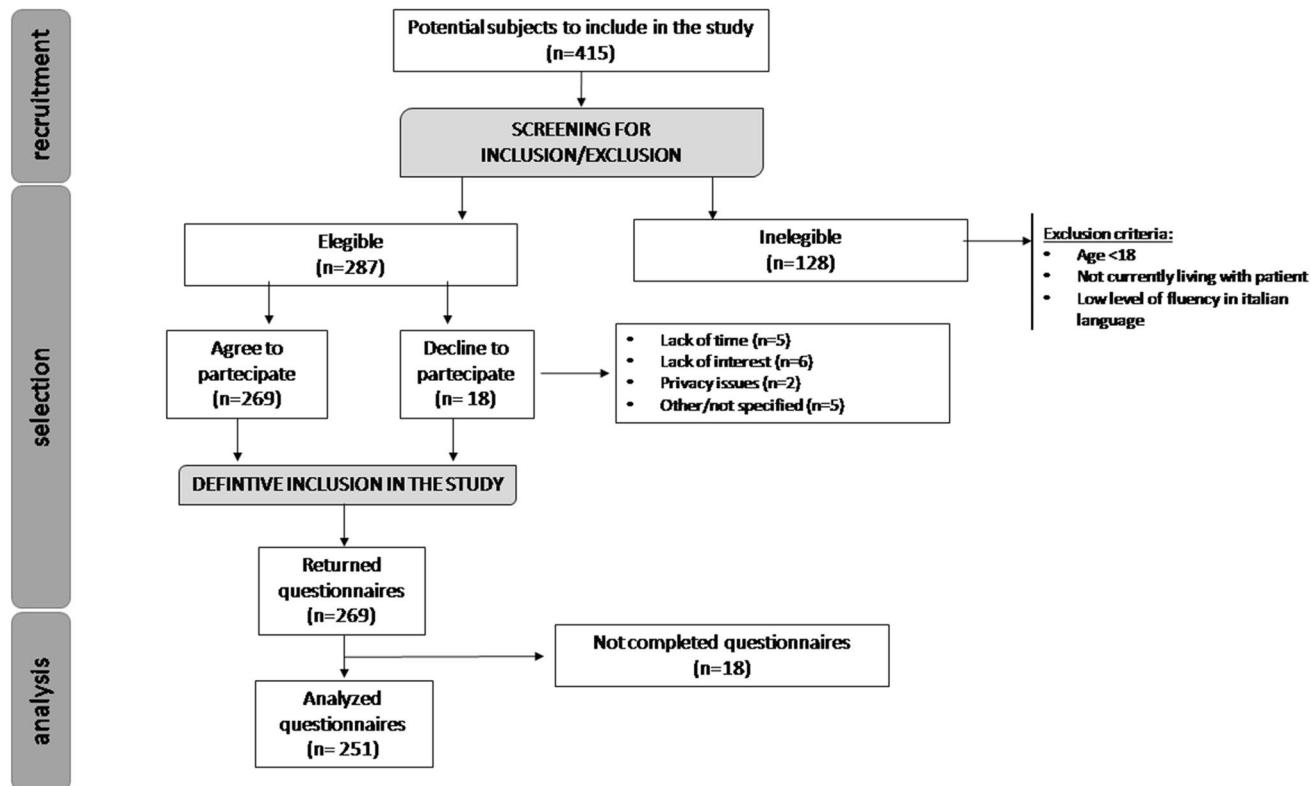 recruitment
Potential subjects to include in the study
(n=415)
SCREENING FOR
INCLUSION/EXCLUSION
selection
Elegible
(n=287)
Inelegible
(n=128)
Exclusion criteria:
• Age <18
• Not currently living with patient
• Low level of fluency in italian
language
Agree to
partecipate
(n=269)
Decline to
partecipate
(n= 18)
• Lack of time (n=5)
• Lack of interest (n=6)
• Privacy issues (n=2)
• Other/not specified (n=5)
DEFINTIVE INCLUSION IN THE STUDY
Returned
questionnaires
(n=269)
analysis
Not completed questionnaires
(n=18)
Analyzed
questionnaires
(n= 251)